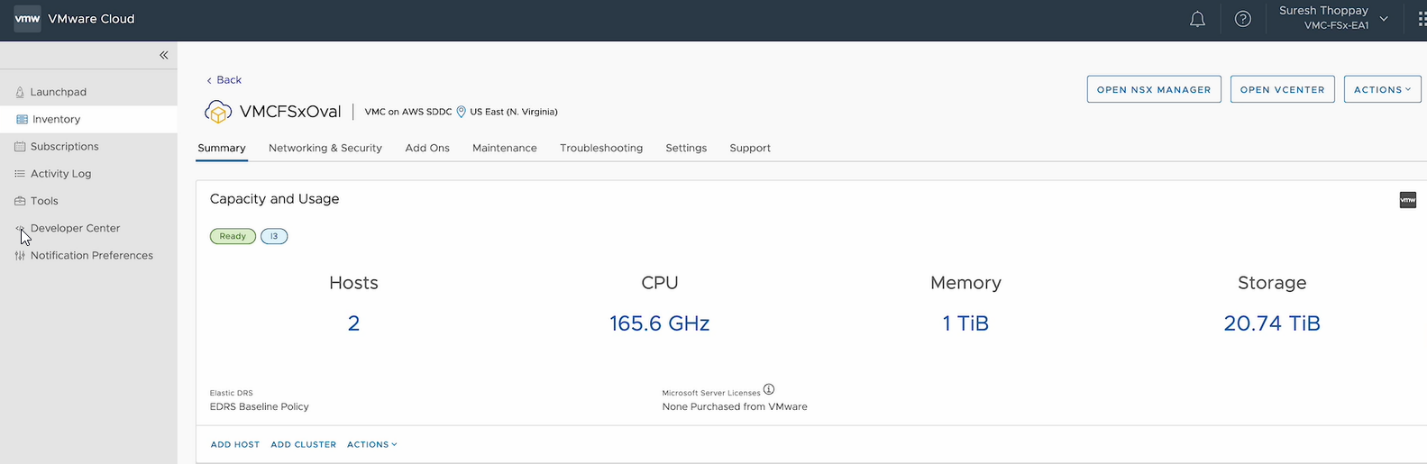 vmw VMware Cloud
Suresh Thoppay
VMC-FSx-EA1
Launchpad
Inventory
Subscriptions
Activity Log
Tools
Developer Center
Notification Preferences
Back
OPEN NSX MANAGER OPEN VCENTER ACTIONS
VMCFSxOval VMC on AWS SDDC US East (N. Virginia)
Summary Networking & Security Add Ons Maintenance Troubleshooting Settings Support
Capacity and Usage
vmw
Ready I3
Hosts CPU Memory Storage
2 165.6 GHz 1 TiB 20.74 TiB
Elastic DRS Microsoft Server Licenses
EDRS Baseline Policy None Purchased from VMware
ADD HOST ADD CLUSTER ACTIONS